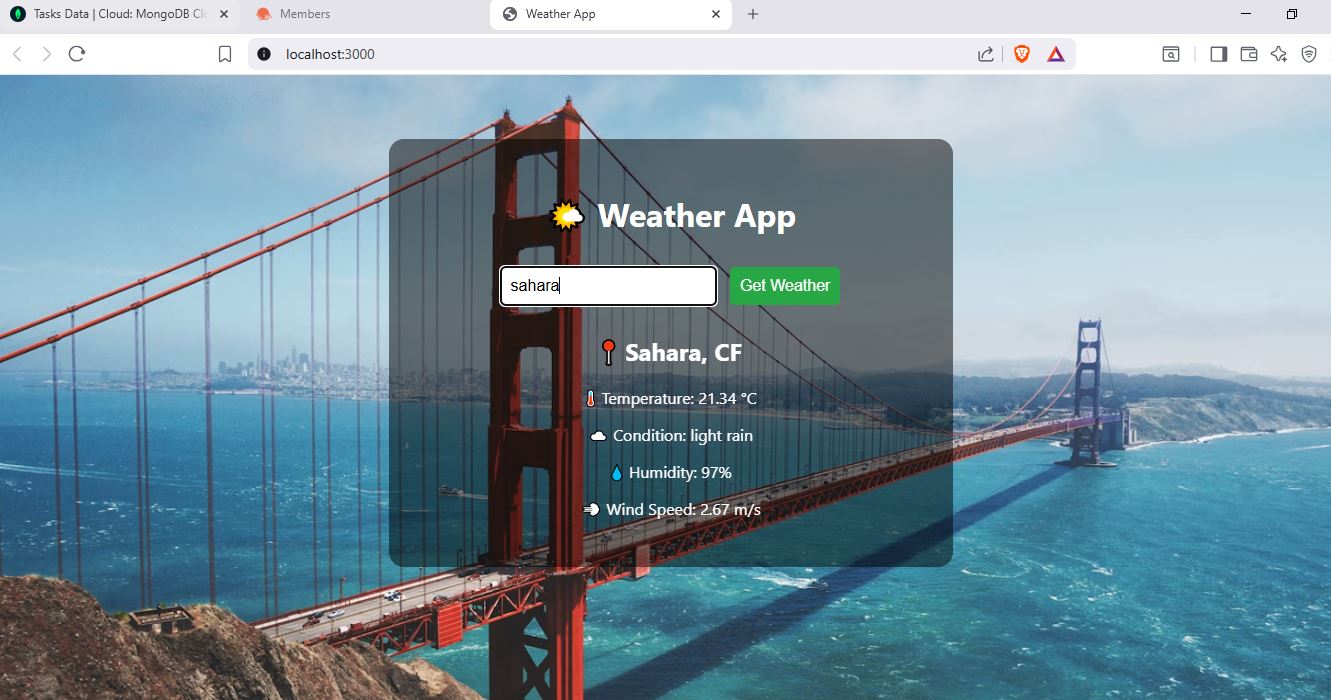 Tasks Data | Cloud: MongoDB Cl
Members
Weather App
localhost:3000
Weather App
sahara
Get Weather
Sahara, CF
Temperature: 21.34 °C
Condition: light rain
Humidity: 97%
Wind Speed: 2.67 m/s